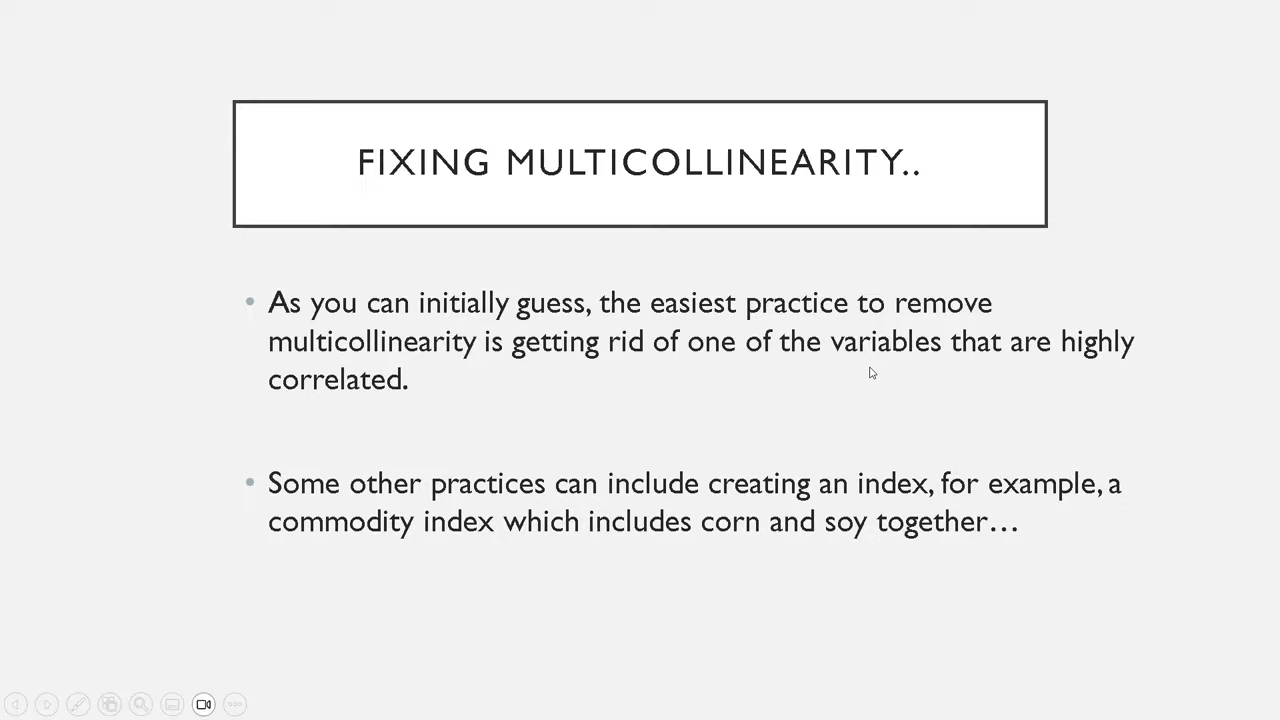 FIXING MULTICOLLINEARITY..
• As you can initially guess, the easiest practice to remove
multicollinearity is getting rid of one of the variables that are highly
correlated.
• Some other practices can include creating an index, for example, a
commodity index which includes corn and soy together…